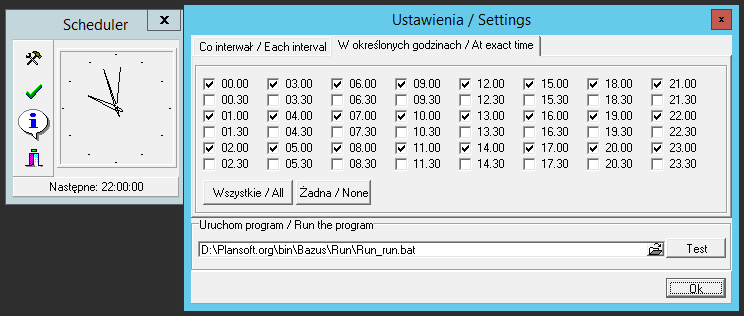 Scheduler
x
Następne: 22:00:00
Ustawienia / Settings
x
Co interwał / Each interval
W określonych godzinach / At exact time
00.00 03.00 06.00 09.00 12.00 15.00 18.00 21.00
00.30 03.30 06.30 09.30 12.30 15.30 18.30 21.30
01.00 04.00 07.00 10.00 13.00 16.00 19.00 22.00
01.30 04.30 07.30 10.30 13.30 16.30 19.30 22.30
02.00 05.00 08.00 11.00 14.00 17.00 20.00 23.00
02.30 05.30 08.30 11.30 14.30 17.30 20.30 23.30
Wszystkie / All
Żadna / None
Uruchom program / Run the program
D:\Plansoft.org\bin\Bazus\Run\Run_run.bat
Test
Ok